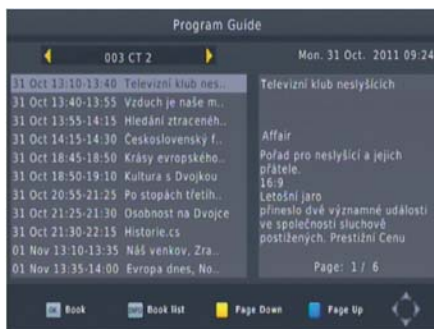 Program Guide
003 CT 2
Mon. 31 Oct. 2011 09:24
31 Oct 13:10-13:40 Televizní klub nes..
31 Oct 13:40-13:55 Vzduch je naše m..
31 Oct 13:55-14:15 Hledání ztraceněh..
31 Oct 14:15-14:30 Československý f..
31 Oct 18:45-18:50 Krásy evropského..
31 Oct 18:50-19:10 Kultura s Dvojkou
31 Oct 20:55-21:25 Po stopách třetíh..
31 Oct 21:25-21:30 Osobnost na Dvojce
31 Oct 21:30-22:15 Historie.cs
01 Nov 13:10-13:35 Náš venkov, Zra..
01 Nov 13:35-14:00 Evropa dnes, No..
Televizní klub neslyšících
Affair
Pořad pro neslyšící a jejich
přátele.
16:9
Letošní jaro
přineslo dvě významné události
ve společnosti sluchově
postižených. Prestižní Cenu
Page: 1 / 6
OK Book
INFO Book list
Page Down
Page Up